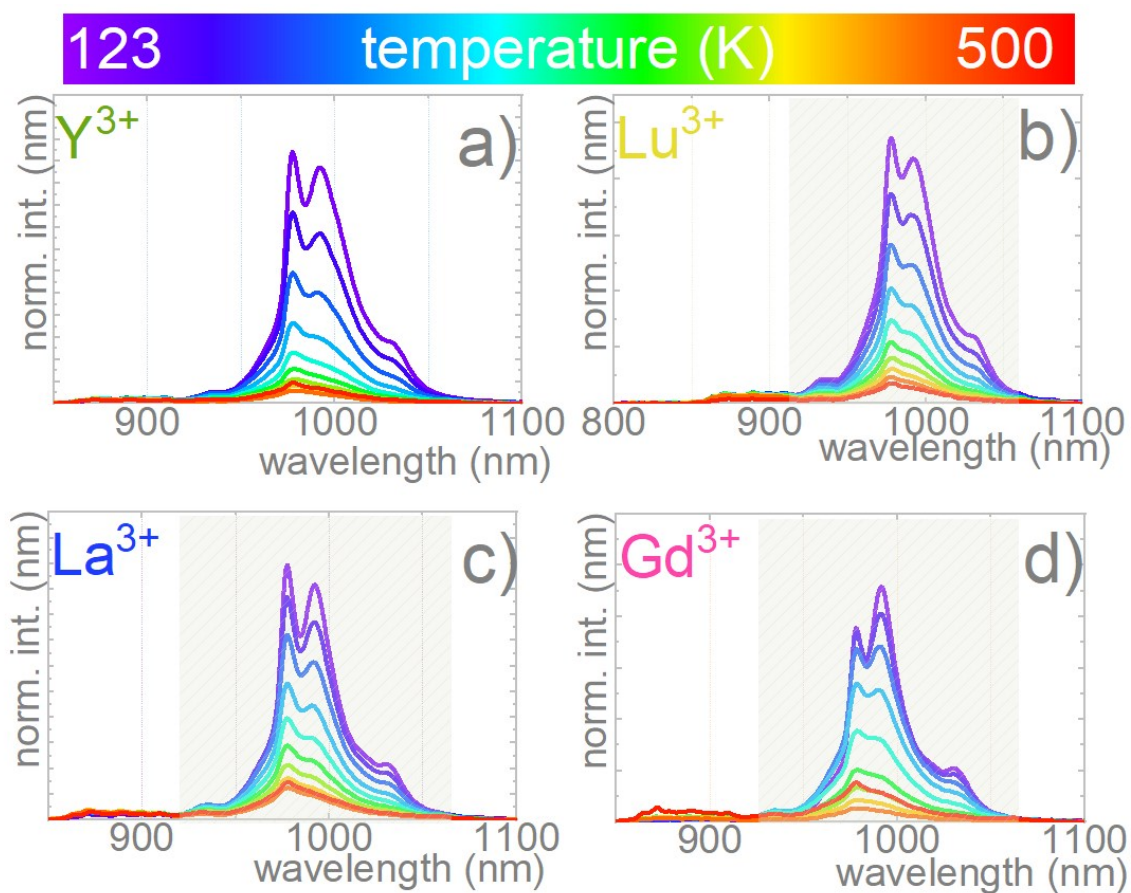 123 temperature (K) 500
norm. int. (nm)
Y3+
a)
900 1000 1100
wavelength (nm)
norm. int. (nm)
Lu3+
b)
800 900 1000 1100
wavelength (nm)
norm. int. (nm)
La3+
c)
900 1000 1100
wavelength (nm)
norm. int. (nm)
Gd3+
d)
900 1000 1100
wavelength (nm)